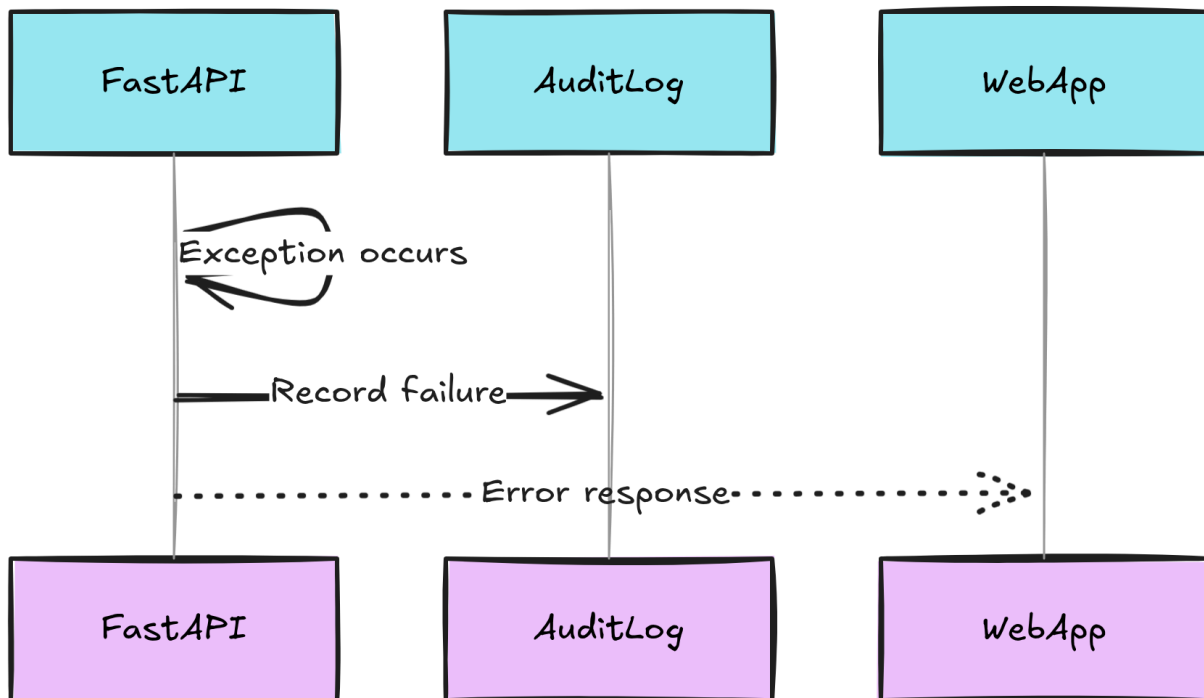 FastAPI
AuditLog
WebApp
Exception occurs
Record failure
Error response
FastAPI
AuditLog
WebApp